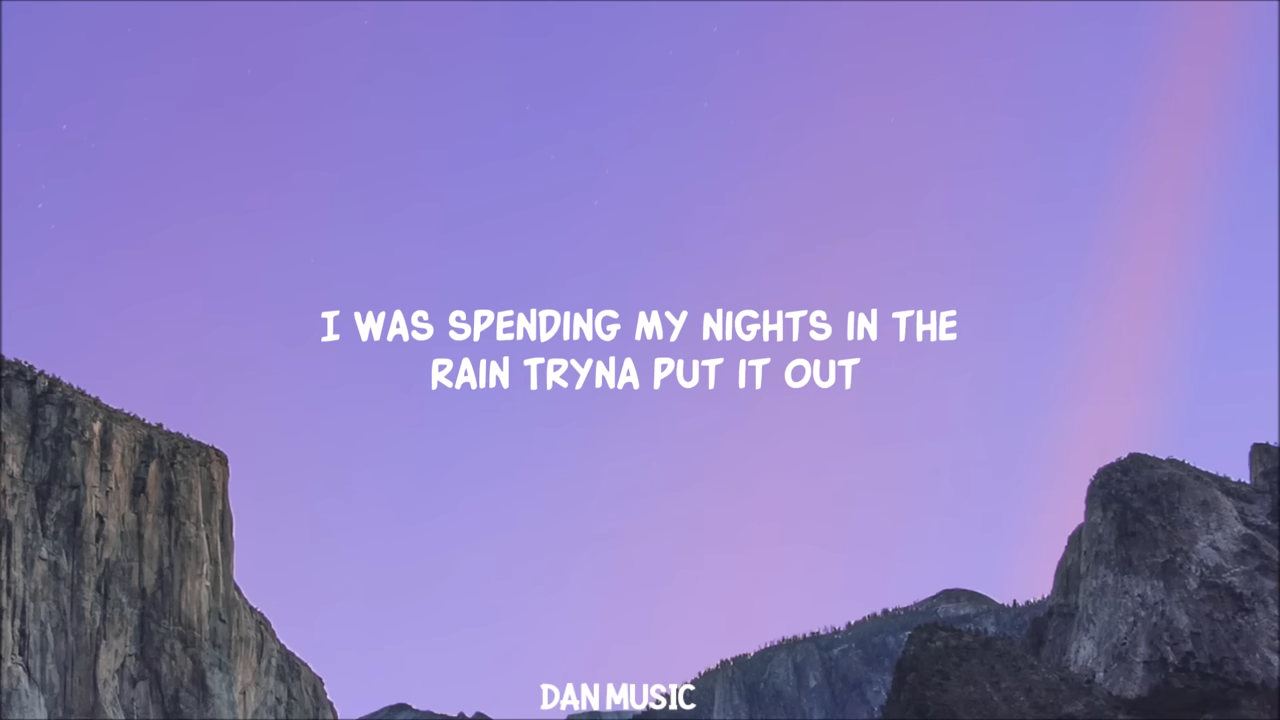 I WAS SPENDING MY NIGHTS IN THE
RAIN TRYNA PUT IT OUT
DAN MUSIC